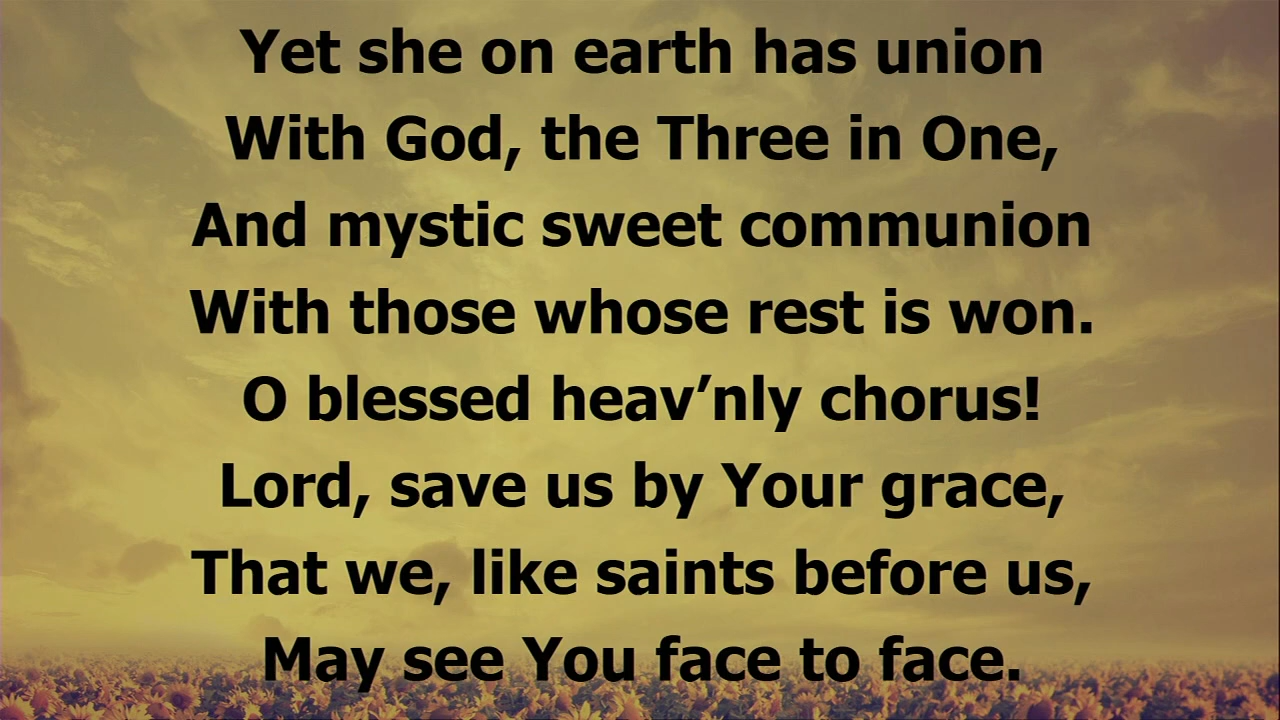 Yet she on earth has union
With God, the Three in One,
And mystic sweet communion
With those whose rest is won.
O blessed heav’nly chorus!
Lord, save us by Your grace,
That we, like saints before us,
May see You face to face.